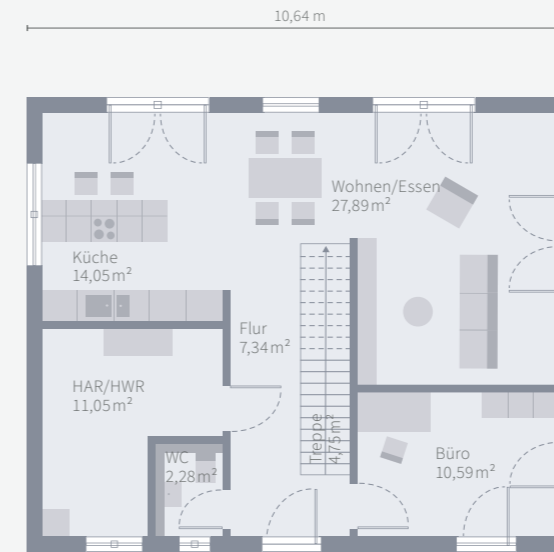 10,64 m
Wohnen/Essen
27,89 m²
Küche
14,05 m²
Flur
7,34 m²
HAR/HWR
11,05 m²
Treppe
4,75 m²
WC
2,28 m²
Büro
10,59 m²